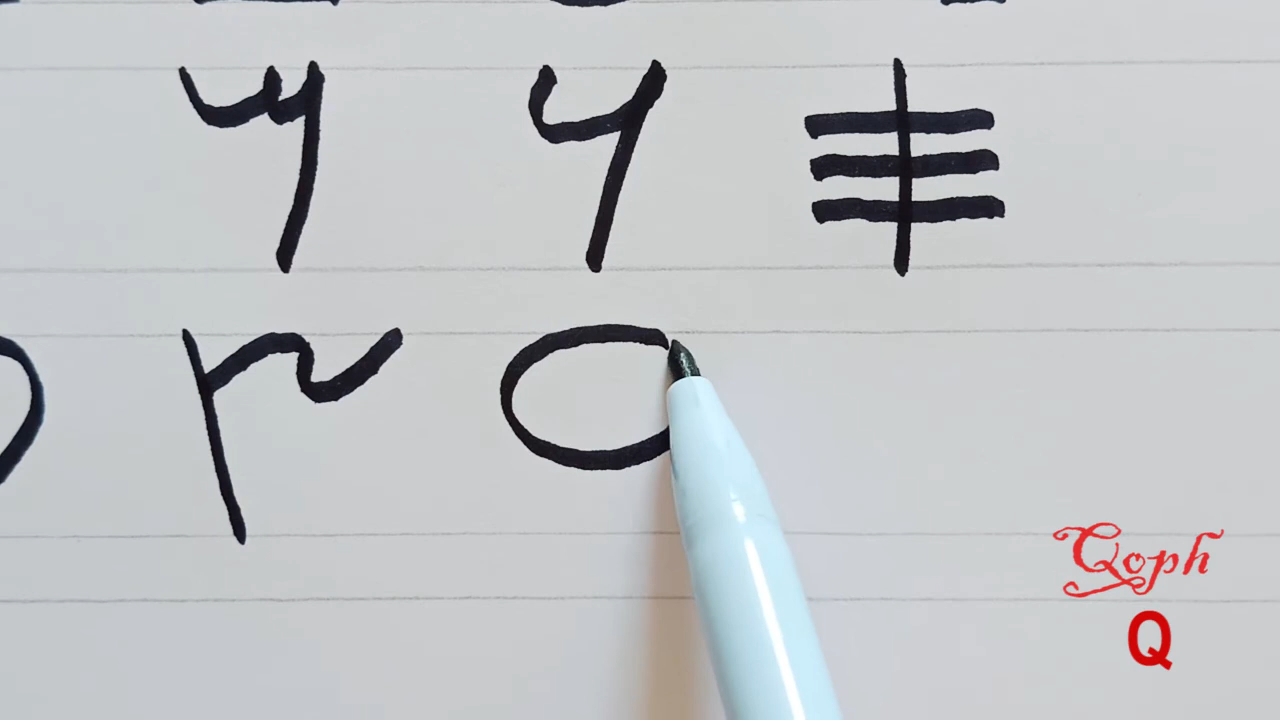 𐤌 𐤍 𐤎
𐤑
Qoph
Q